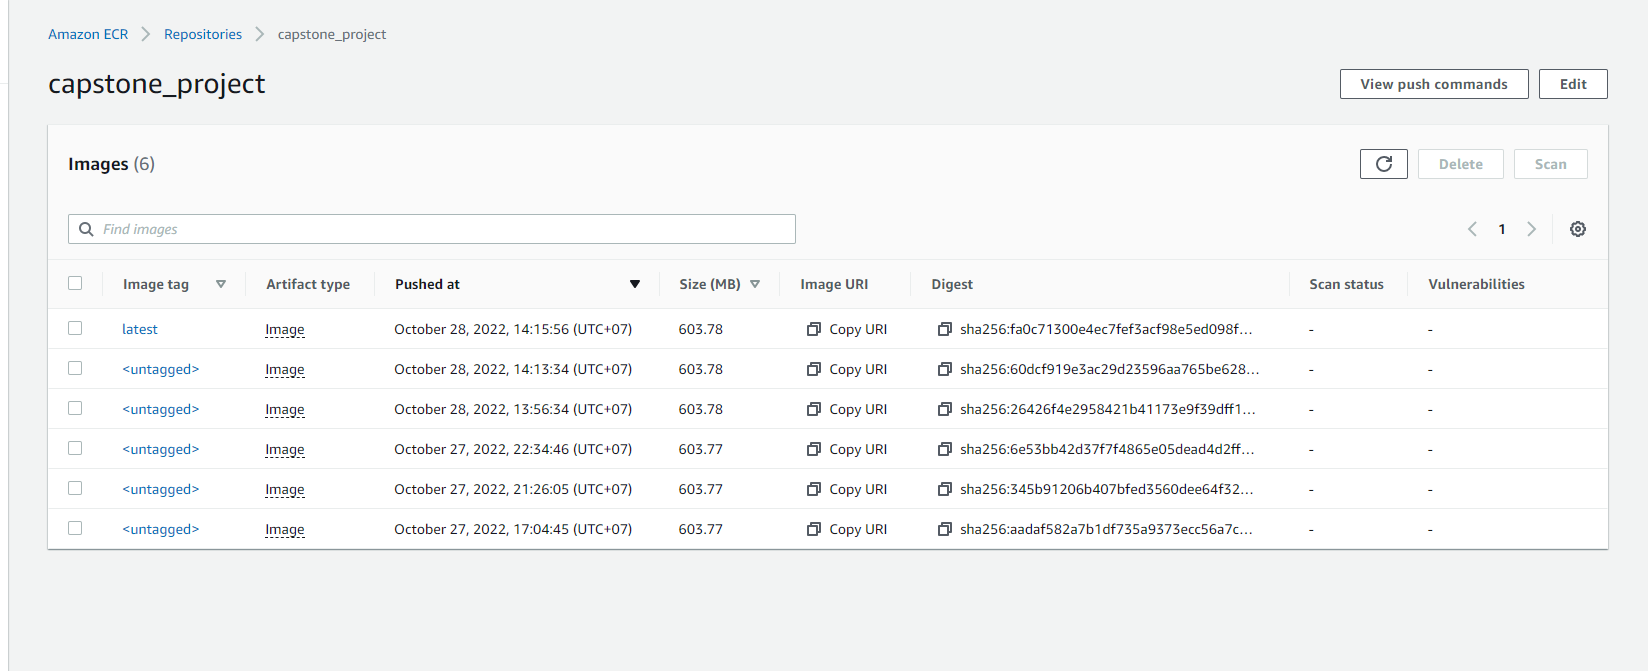 Amazon ECR > Repositories > capstone_project
capstone_project
View push commands Edit
Images (6)
Delete Scan
Find images
1
Image tag Artifact type Pushed at Size (MB) Image URI Digest Scan status Vulnerabilities
latest Image October 28, 2022, 14:15:56 (UTC+07) 603.78 Copy URI sha256:fa0c71300e4ec7fef3acf98e5ed098f... - -
<untagged> Image October 28, 2022, 14:13:34 (UTC+07) 603.78 Copy URI sha256:60dcf919e3ac29d23596aa765be628... - -
<untagged> Image October 28, 2022, 13:56:34 (UTC+07) 603.78 Copy URI sha256:26426f4e2958421b41173e9f39dff1... - -
<untagged> Image October 27, 2022, 22:34:46 (UTC+07) 603.77 Copy URI sha256:6e53bb42d37f7f4865e05dead4d2ff... - -
<untagged> Image October 27, 2022, 21:26:05 (UTC+07) 603.77 Copy URI sha256:345b91206b407bfed3560dee64f32... - -
<untagged> Image October 27, 2022, 17:04:45 (UTC+07) 603.77 Copy URI sha256:aadaf582a7b1df735a9373ecc56a7c... - -